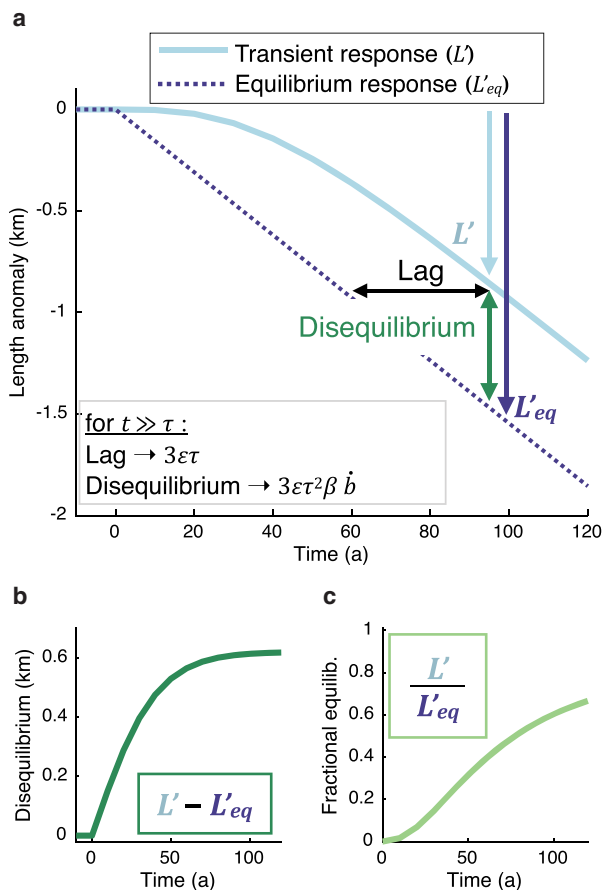 a
Transient response (L')
Equilibrium response (L'eq)
Length anomaly (km)
0
-0.5
-1
-1.5
-2
L'
Lag
Disequilibrium
L'eq
for t ≫ τ :
Lag → 3ετ
Disequilibrium → 3ετ²β ḃ
0
20
40
60
80
100
120
Time (a)
b
Disequilibrium (km)
0.6
0.4
0.2
0
L' – L'eq
0
50
100
Time (a)
c
Fractional equilib.
1
0.8
0.6
0.4
0.2
0
L'
L'eq
0
50
100
Time (a)